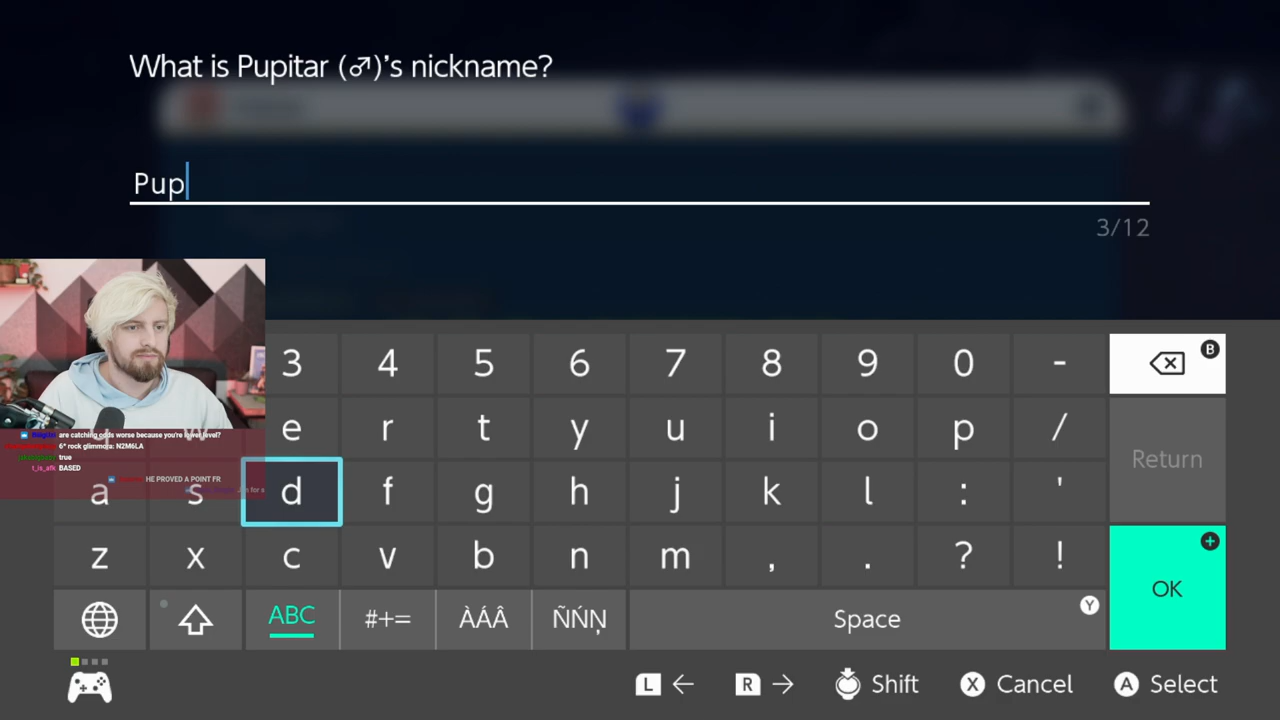 What is Pupitar (♂)'s nickname?
Pup
3/12
3 4 5 6 7 8 9 0 - B
e r t y u i o p / Return
a s d f g h j k l : '
z x c v b n m , . ? ! +
OK
ABC #+= ÀÁÂ ÑŃŅ Space Y
L ← R → Shift X Cancel A Select
are catching odds worse because you're lower level?
6* rock glimmora: N2M6LA
true
t_is_afk BASED
HE PROVED A POINT FR